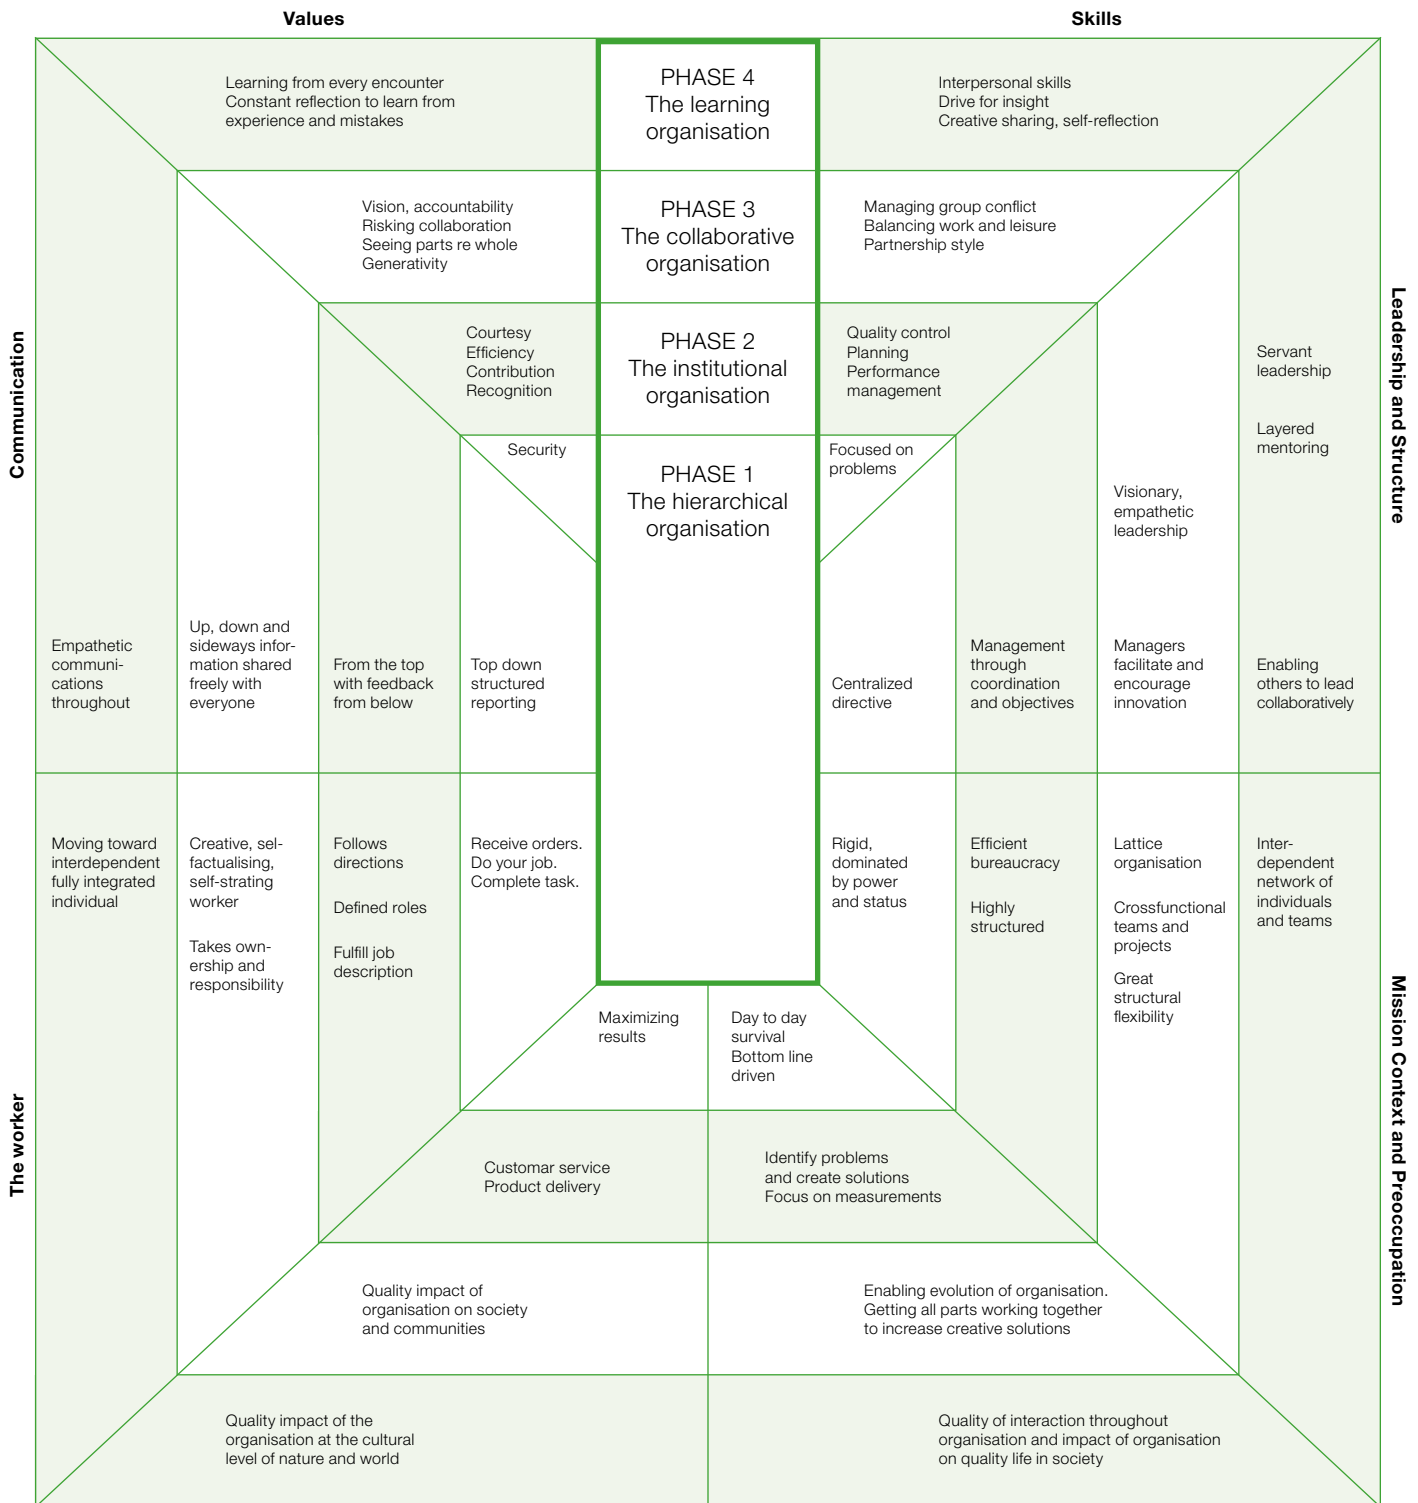 Values
Skills
Learning from every encounter
Constant reflection to learn from
experience and mistakes
PHASE 4
The learning
organisation
Interpersonal skills
Drive for insight
Creative sharing, self-reflection
Vision, accountability
Risking collaboration
Seeing parts re whole
Generativity
PHASE 3
The collaborative
organisation
Managing group conflict
Balancing work and leisure
Partnership style
Courtesy
Efficiency
Contribution
Recognition
PHASE 2
The institutional
organisation
Quality control
Planning
Performance
management
Security
PHASE 1
The hierarchical
organisation
Focused on
problems
Communication
Leadership and Structure
Empathetic
communi-
cations
throughout
Up, down and
sideways infor-
mation shared
freely with
everyone
From the top
with feedback
from below
Top down
structured
reporting
Centralized
directive
Management
through
coordination
and objectives
Visionary,
empathetic
leadership
Managers
facilitate and
encourage
innovation
Servant
leadership
Layered
mentoring
Enabling
others to lead
collaboratively
The worker
Mission Context and Preoccupation
Moving toward
interdependent
fully integrated
individual
Creative, sel-
factualising,
self-strating
worker
Takes own-
ership and
responsibility
Follows
directions
Defined roles
Fulfill job
description
Receive orders.
Do your job.
Complete task.
Rigid,
dominated
by power
and status
Efficient
bureaucracy
Highly
structured
Lattice
organisation
Crossfunctional
teams and
projects
Great
structural
flexibility
Inter-
dependent
network of
individuals
and teams
Maximizing
results
Day to day
survival
Bottom line
driven
Customar service
Product delivery
Identify problems
and create solutions
Focus on measurements
Quality impact of
organisation on society
and communities
Enabling evolution of organisation.
Getting all parts working together
to increase creative solutions
Quality impact of the
organisation at the cultural
level of nature and world
Quality of interaction throughout
organisation and impact of organisation
on quality life in society